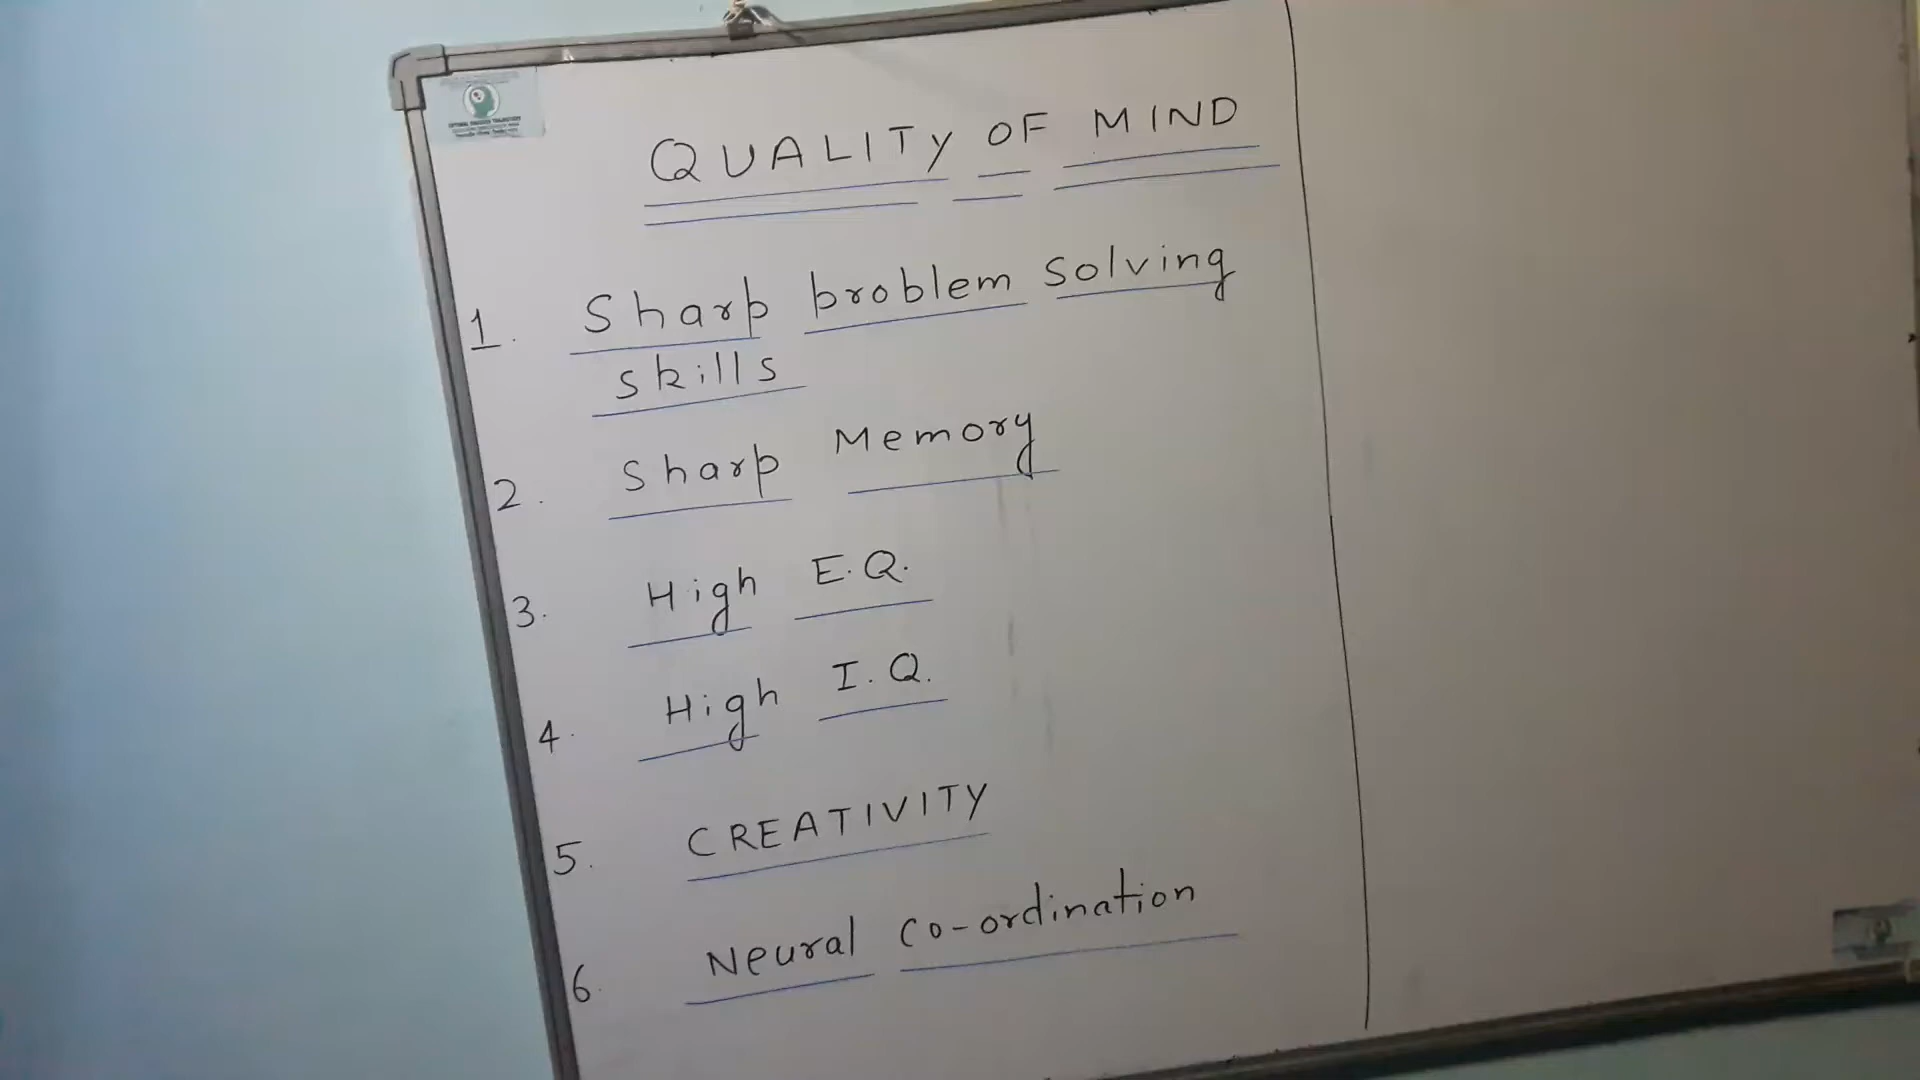 QUALITY OF MIND
1. Sharp problem solving
skills
2. Sharp Memory
3. High E.Q.
4. High I.Q.
5. CREATIVITY
6. Neural Co-ordination